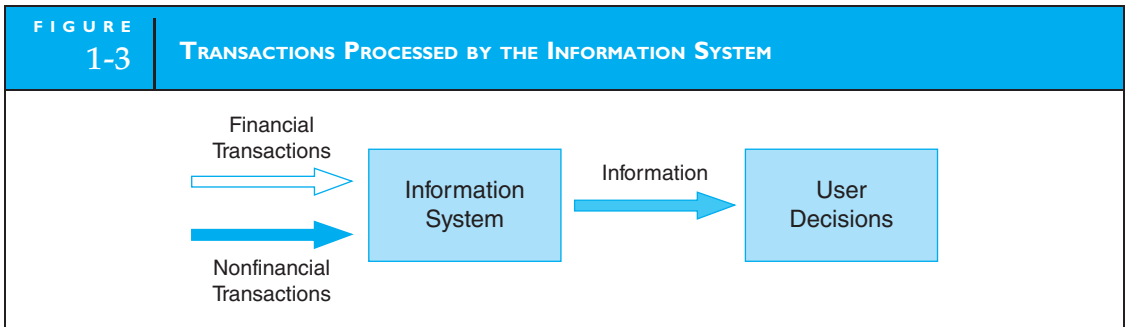 FIGURE
1-3
TRANSACTIONS PROCESSED BY THE INFORMATION SYSTEM
Financial
Transactions
Information
System
Information
User
Decisions
Nonfinancial
Transactions